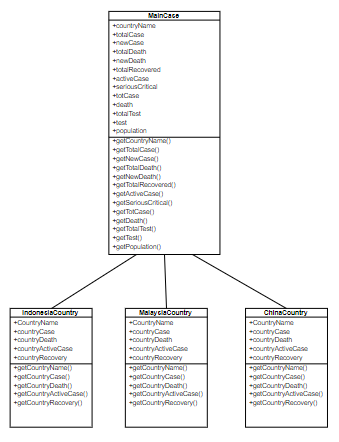 MainCase
+countryName
+totalCase
+newCase
+totalDeath
+newDeath
+totalRecovered
+activeCase
+seriousCritical
+totCase
+death
+totalTest
+test
+population
+getCountryName()
+getTotalCase()
+getNewCase()
+getTotalDeath()
+getNewDeath()
+getTotalRecovered()
+getActiveCase()
+getSeriousCritical()
+getTotCase()
+getDeath()
+getTotalTest()
+getTest()
+getPopulation()
IndonesiaCountry
+CountryName
+countryCase
+countryDeath
+countryActiveCase
+countryRecovery
+getCountryName()
+getCountryCase()
+getCountryDeath()
+getCountryActiveCase()
+getCountryRecovery()
MalaysiaCountry
+CountryName
+countryCase
+countryDeath
+countryActiveCase
+countryRecovery
+getCountryName()
+getCountryCase()
+getCountryDeath()
+getCountryActiveCase()
+getCountryRecovery()
ChinaCountry
+CountryName
+countryCase
+countryDeath
+countryActiveCase
+countryRecovery
+getCountryName()
+getCountryCase()
+getCountryDeath()
+getCountryActiveCase()
+getCountryRecovery()